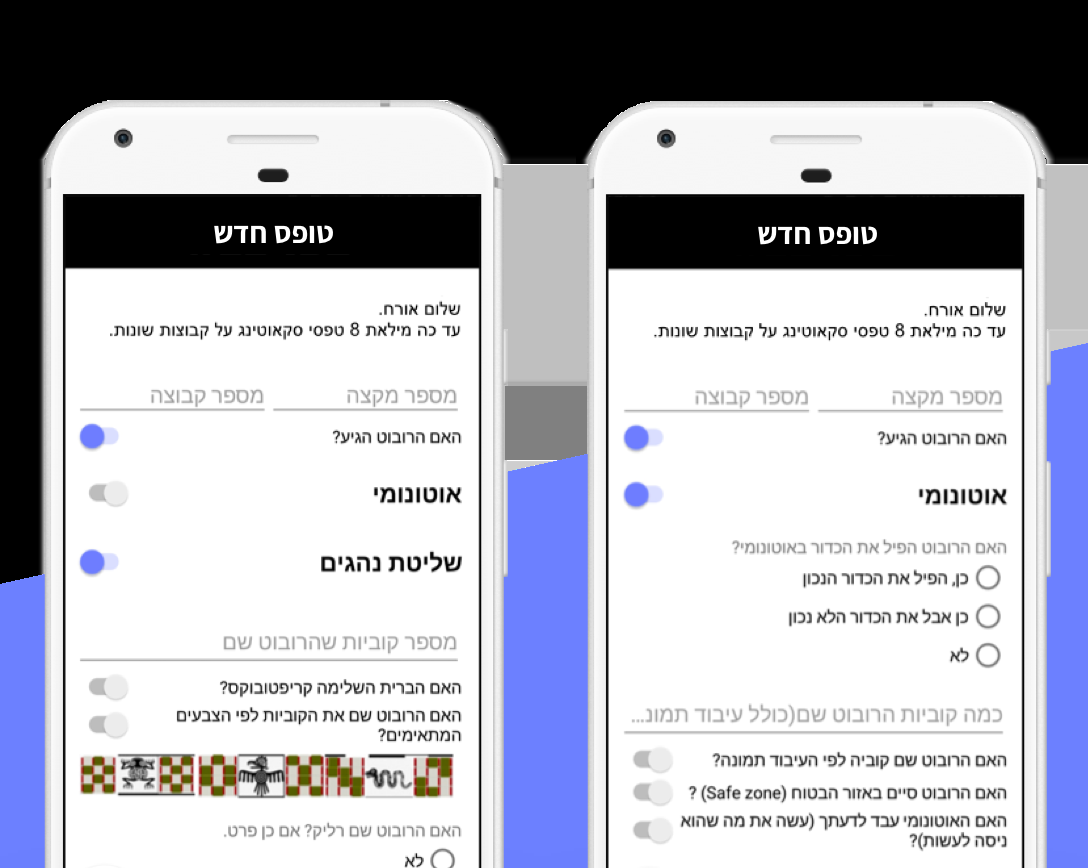 טופס חדש
שלום אורח.
עד כה מילאת 8 טפסי סקאוטינג על קבוצות שונות.
מספר מקצה
מספר קבוצה
האם הרובוט הגיע?
אוטונומי
שליטת נהגים
מספר קוביות שהרובוט שם
האם הברית השלימה קריפטובוקס?
האם הרובוט שם את הקוביות לפי הצבעים
המתאימים?
האם הרובוט שם רליק? אם כן פרט.
לא
טופס חדש
שלום אורח.
עד כה מילאת 8 טפסי סקאוטינג על קבוצות שונות.
מספר מקצה
מספר קבוצה
האם הרובוט הגיע?
אוטונומי
האם הרובוט הפיל את הכדור באוטונומי?
כן, הפיל את הכדור הנכון
כן אבל את הכדור הלא נכון
לא
כמה קוביות הרובוט שם(כולל עיבוד תמונ...
האם הרובוט שם קוביה לפי העיבוד תמונה?
האם הרובוט סיים באזור הבטוח (Safe zone) ?
האם האוטונומי עבד לדעתך (עשה את מה שהוא
ניסה לעשות)?